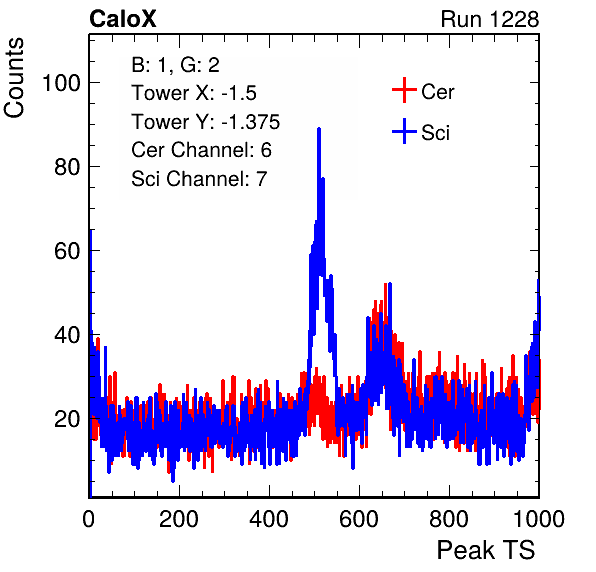 CaloX Run 1228
Counts
B: 1, G: 2
Tower X: -1.5
Tower Y: -1.375
Cer Channel: 6
Sci Channel: 7
Cer
Sci
100
80
60
40
20
0 200 400 600 800 1000
Peak TS